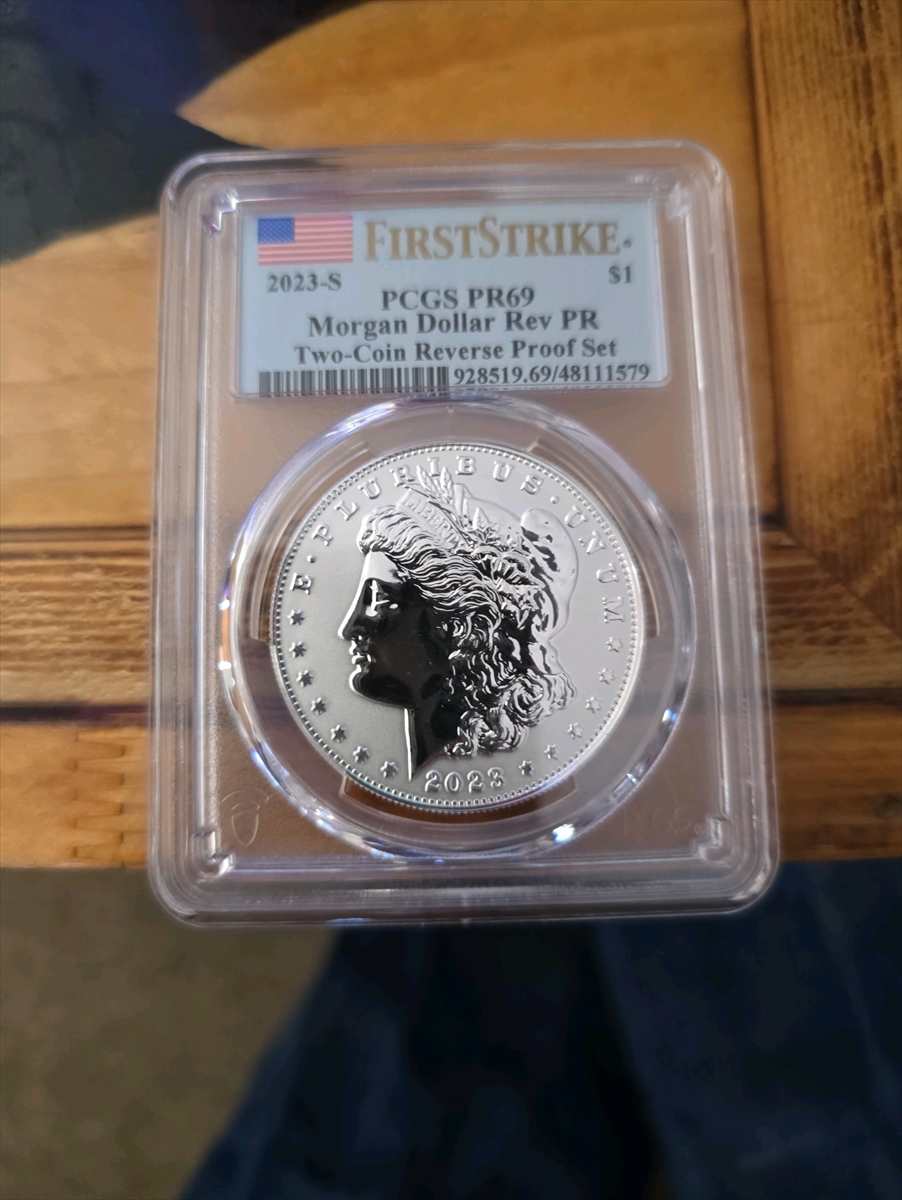 FIRSTSTRIKE
2023-S $1
PCGS PR69
Morgan Dollar Rev PR
Two-Coin Reverse Proof Set
928519.69/48111579
E·PLURIBUS·UNUM
LIBERTY
2023